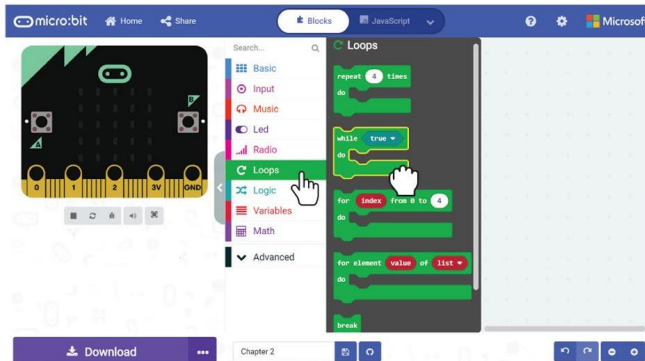 micro:bit Home Share Blocks JavaScript Microsoft
Search...
Basic
Input
Music
Led
Radio
Loops
Logic
Variables
Math
Advanced
Loops
repeat 4 times
do
while true
do
for index from 0 to 4
do
for element value of list
do
break
A
B
0 1 2 3V GND
Download ...
Chapter 2